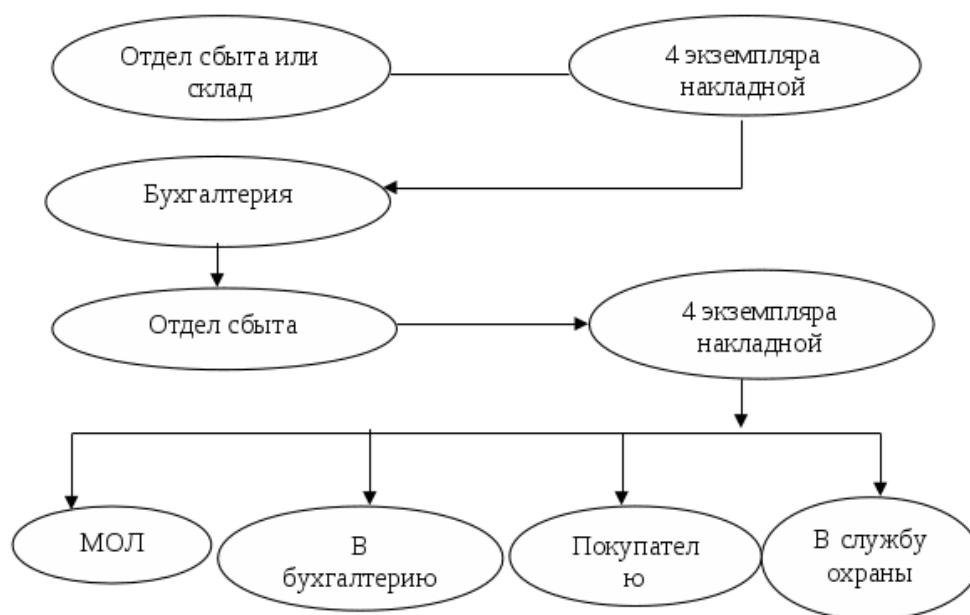 Отдел сбыта или
склад
4 экземпляра
накладной
Бухгалтерия
Отдел сбыта
4 экземпляра
накладной
МОЛ
В
бухгалтерию
Покупател
ю
В службу
охраны